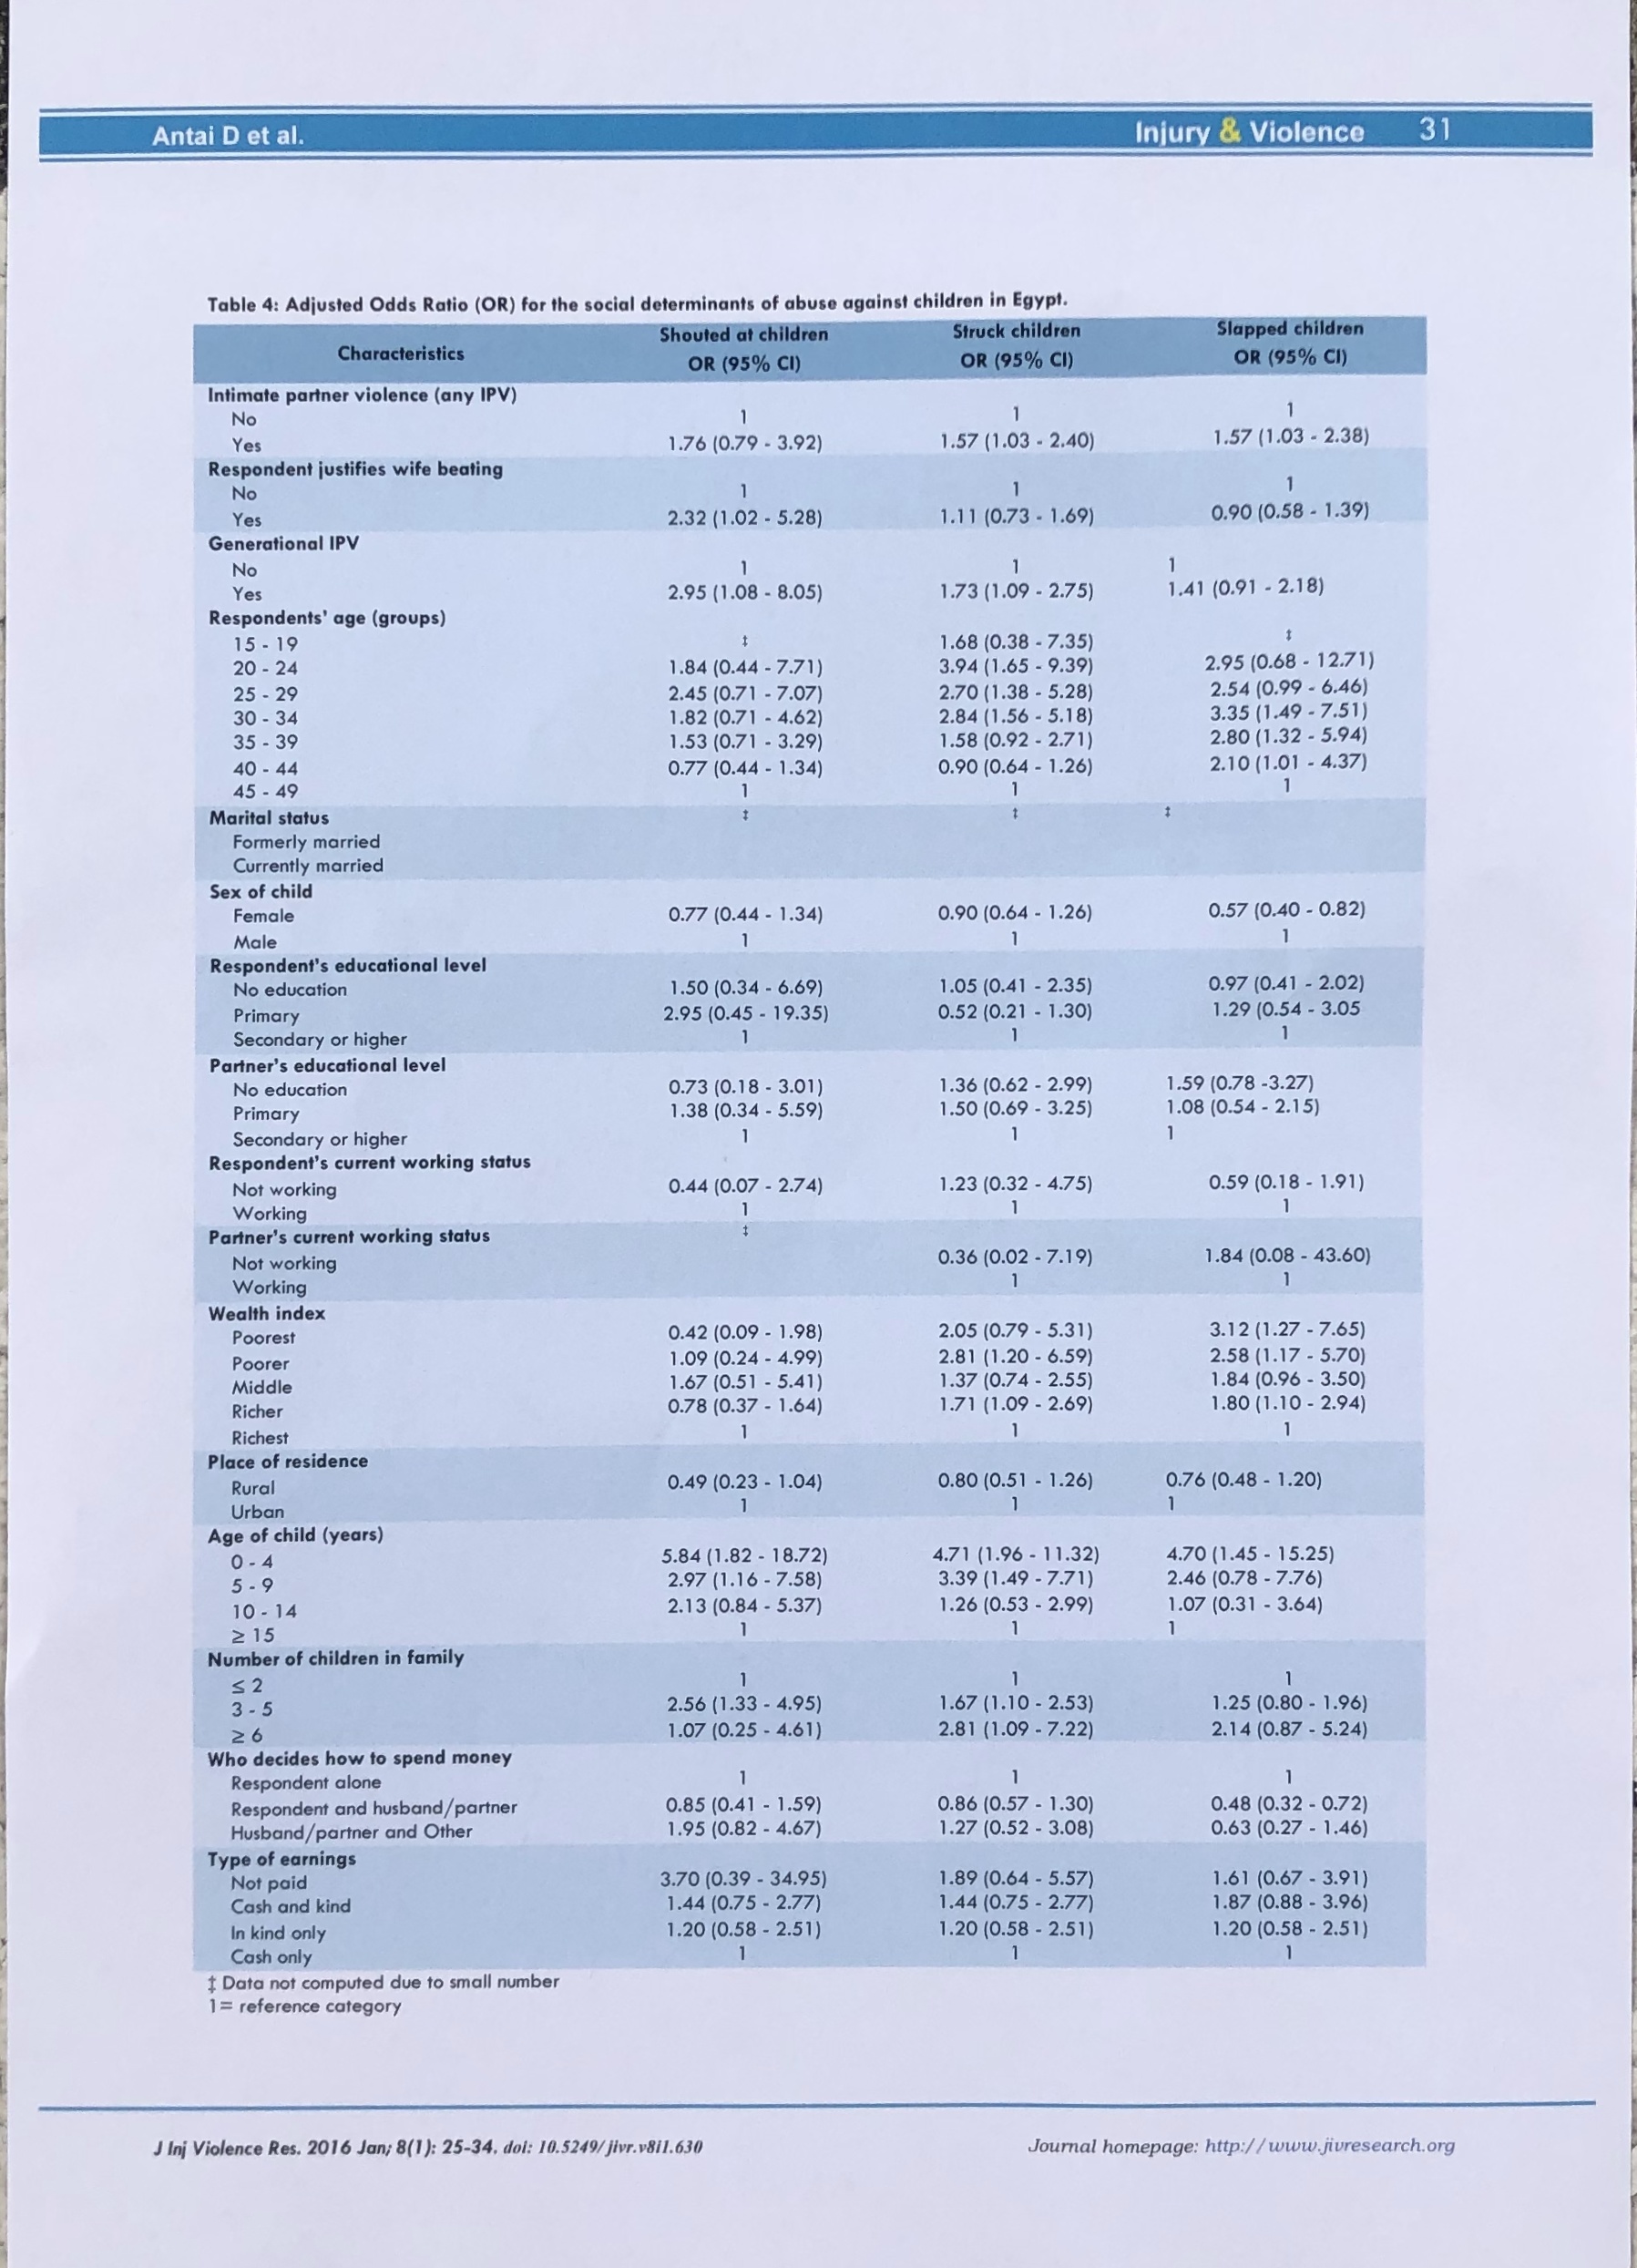 Antai D et al. Injury & Violence 31
Table 4: Adjusted Odds Ratio (OR) for the social determinants of abuse against children in Egypt.
Characteristics Shouted at children OR (95% CI) Struck children OR (95% CI) Slapped children OR (95% CI)
Intimate partner violence (any IPV)
No 1 1 1
Yes 1.76 (0.79 - 3.92) 1.57 (1.03 - 2.40) 1.57 (1.03 - 2.38)
Respondent justifies wife beating
No 1 1 1
Yes 2.32 (1.02 - 5.28) 1.11 (0.73 - 1.69) 0.90 (0.58 - 1.39)
Generational IPV
No 1 1 1
Yes 2.95 (1.08 - 8.05) 1.73 (1.09 - 2.75) 1.41 (0.91 - 2.18)
Respondents' age (groups)
15 - 19 ‡ 1.68 (0.38 - 7.35) ‡
20 - 24 1.84 (0.44 - 7.71) 3.94 (1.65 - 9.39) 2.95 (0.68 - 12.71)
25 - 29 2.45 (0.71 - 7.07) 2.70 (1.38 - 5.28) 2.54 (0.99 - 6.46)
30 - 34 1.82 (0.71 - 4.62) 2.84 (1.56 - 5.18) 3.35 (1.49 - 7.51)
35 - 39 1.53 (0.71 - 3.29) 1.58 (0.92 - 2.71) 2.80 (1.32 - 5.94)
40 - 44 0.77 (0.44 - 1.34) 0.90 (0.64 - 1.26) 2.10 (1.01 - 4.37)
45 - 49 1 1 1
Marital status ‡ ‡ ‡
Formerly married
Currently married
Sex of child
Female 0.77 (0.44 - 1.34) 0.90 (0.64 - 1.26) 0.57 (0.40 - 0.82)
Male 1 1 1
Respondent's educational level
No education 1.50 (0.34 - 6.69) 1.05 (0.41 - 2.35) 0.97 (0.41 - 2.02)
Primary 2.95 (0.45 - 19.35) 0.52 (0.21 - 1.30) 1.29 (0.54 - 3.05
Secondary or higher 1 1 1
Partner's educational level
No education 0.73 (0.18 - 3.01) 1.36 (0.62 - 2.99) 1.59 (0.78 -3.27)
Primary 1.38 (0.34 - 5.59) 1.50 (0.69 - 3.25) 1.08 (0.54 - 2.15)
Secondary or higher 1 1 1
Respondent's current working status
Not working 0.44 (0.07 - 2.74) 1.23 (0.32 - 4.75) 0.59 (0.18 - 1.91)
Working 1 1 1
Partner's current working status ‡
Not working 0.36 (0.02 - 7.19) 1.84 (0.08 - 43.60)
Working 1 1
Wealth index
Poorest 0.42 (0.09 - 1.98) 2.05 (0.79 - 5.31) 3.12 (1.27 - 7.65)
Poorer 1.09 (0.24 - 4.99) 2.81 (1.20 - 6.59) 2.58 (1.17 - 5.70)
Middle 1.67 (0.51 - 5.41) 1.37 (0.74 - 2.55) 1.84 (0.96 - 3.50)
Richer 0.78 (0.37 - 1.64) 1.71 (1.09 - 2.69) 1.80 (1.10 - 2.94)
Richest 1 1 1
Place of residence
Rural 0.49 (0.23 - 1.04) 0.80 (0.51 - 1.26) 0.76 (0.48 - 1.20)
Urban 1 1 1
Age of child (years)
0 - 4 5.84 (1.82 - 18.72) 4.71 (1.96 - 11.32) 4.70 (1.45 - 15.25)
5 - 9 2.97 (1.16 - 7.58) 3.39 (1.49 - 7.71) 2.46 (0.78 - 7.76)
10 - 14 2.13 (0.84 - 5.37) 1.26 (0.53 - 2.99) 1.07 (0.31 - 3.64)
≥ 15 1 1 1
Number of children in family
≤ 2 1 1 1
3 - 5 2.56 (1.33 - 4.95) 1.67 (1.10 - 2.53) 1.25 (0.80 - 1.96)
≥ 6 1.07 (0.25 - 4.61) 2.81 (1.09 - 7.22) 2.14 (0.87 - 5.24)
Who decides how to spend money
Respondent alone 1 1 1
Respondent and husband/partner 0.85 (0.41 - 1.59) 0.86 (0.57 - 1.30) 0.48 (0.32 - 0.72)
Husband/partner and Other 1.95 (0.82 - 4.67) 1.27 (0.52 - 3.08) 0.63 (0.27 - 1.46)
Type of earnings
Not paid 3.70 (0.39 - 34.95) 1.89 (0.64 - 5.57) 1.61 (0.67 - 3.91)
Cash and kind 1.44 (0.75 - 2.77) 1.44 (0.75 - 2.77) 1.87 (0.88 - 3.96)
In kind only 1.20 (0.58 - 2.51) 1.20 (0.58 - 2.51) 1.20 (0.58 - 2.51)
Cash only 1 1 1
‡ Data not computed due to small number
1= reference category
J Inj Violence Res. 2016 Jan; 8(1): 25-34. doi: 10.5249/jivr.v8i1.630 Journal homepage: http://www.jivresearch.org